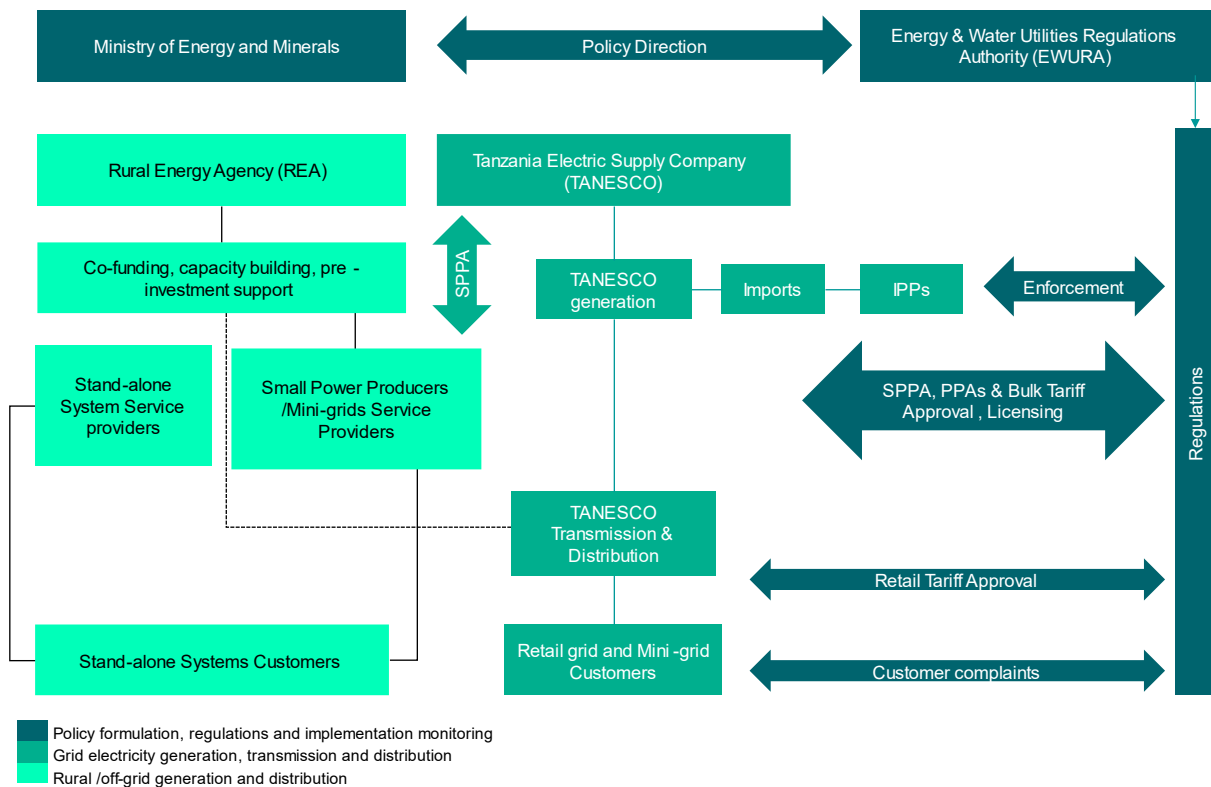 Ministry of Energy and Minerals
Policy Direction
Energy & Water Utilities Regulations
Authority (EWURA)
Rural Energy Agency (REA)
Tanzania Electric Supply Company
(TANESCO)
Co-funding, capacity building, pre -
investment support
SPPA
TANESCO
generation
Imports
IPPs
Enforcement
Stand-alone
System Service
providers
Small Power Producers
/Mini-grids Service
Providers
SPPA, PPAs & Bulk Tariff
Approval , Licensing
Regulations
TANESCO
Transmission &
Distribution
Retail Tariff Approval
Stand-alone Systems Customers
Retail grid and Mini -grid
Customers
Customer complaints
Policy formulation, regulations and implementation monitoring
Grid electricity generation, transmission and distribution
Rural /off-grid generation and distribution